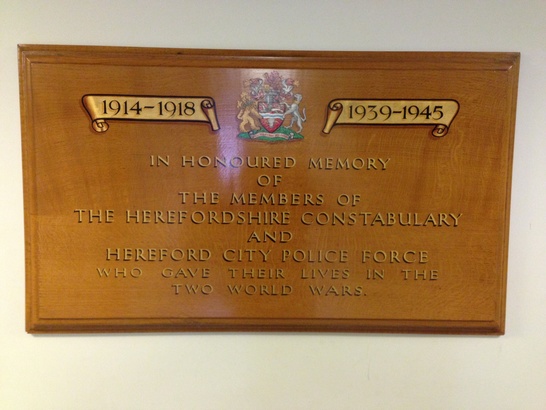 1914-1918 1939-1945
IN HONOURED MEMORY
OF
THE MEMBERS OF
THE HEREFORDSHIRE CONSTABULARY
AND
HEREFORD CITY POLICE FORCE
WHO GAVE THEIR LIVES IN THE
TWO WORLD WARS.